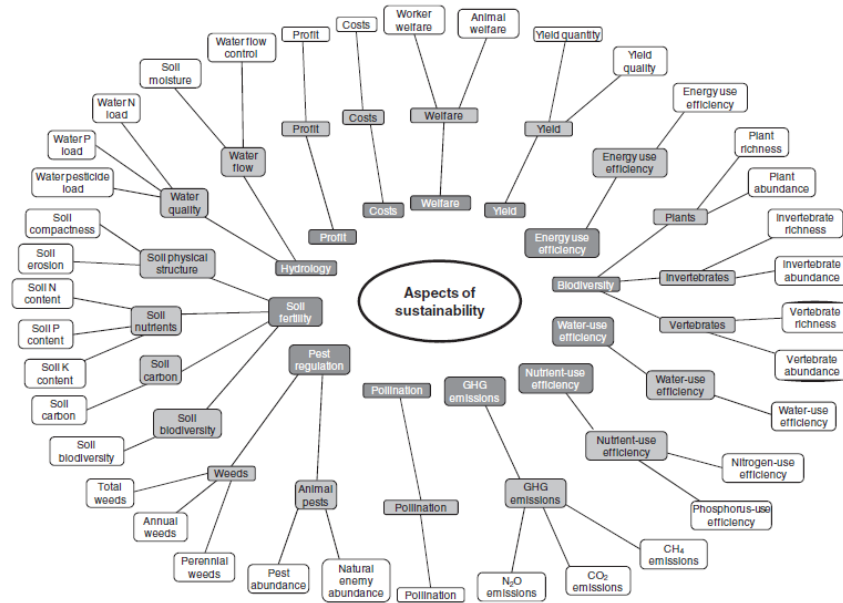 Worker
welfare
Animal
welfare
Costs
Profit
Water flow
control
Yield quantity
Yield
quality
Soil
moisture
Energy use
efficiency
Water N
load
Profit
Costs
Welfare
Yield
Plant
richness
Water P
load
Water
flow
Energy use
efficiency
Plant
abundance
Water pesticide
load
Water
quality
Costs
Welfare
Yield
Plants
Invertebrate
richness
Soil
compactness
Profit
Energy use
efficiency
Soil
erosion
Soil physical
structure
Hydrology
Biodiversity
Invertebrates
Invertebrate
abundance
Soil N
content
Soil
nutrients
Soil
fertility
Aspects of
sustainability
Vertebrates
Vertebrate
richness
Soil P
content
Water-use
efficiency
Soil K
content
Soil
carbon
Pest
regulation
Pollination
GHG
emissions
Nutrient-use
efficiency
Water-use
efficiency
Vertebrate
abundance
Soil
carbon
Soil
biodiversity
Water-use
efficiency
Soil
biodiversity
Nutrient-use
efficiency
Nitrogen-use
efficiency
Weeds
Total
weeds
Animal
pests
Pollination
GHG
emissions
Phosphorus-use
efficiency
Annual
weeds
CH₄
emissions
Perennial
weeds
Pest
abundance
Natural
enemy
abundance
Pollination
N₂O
emissions
CO₂
emissions